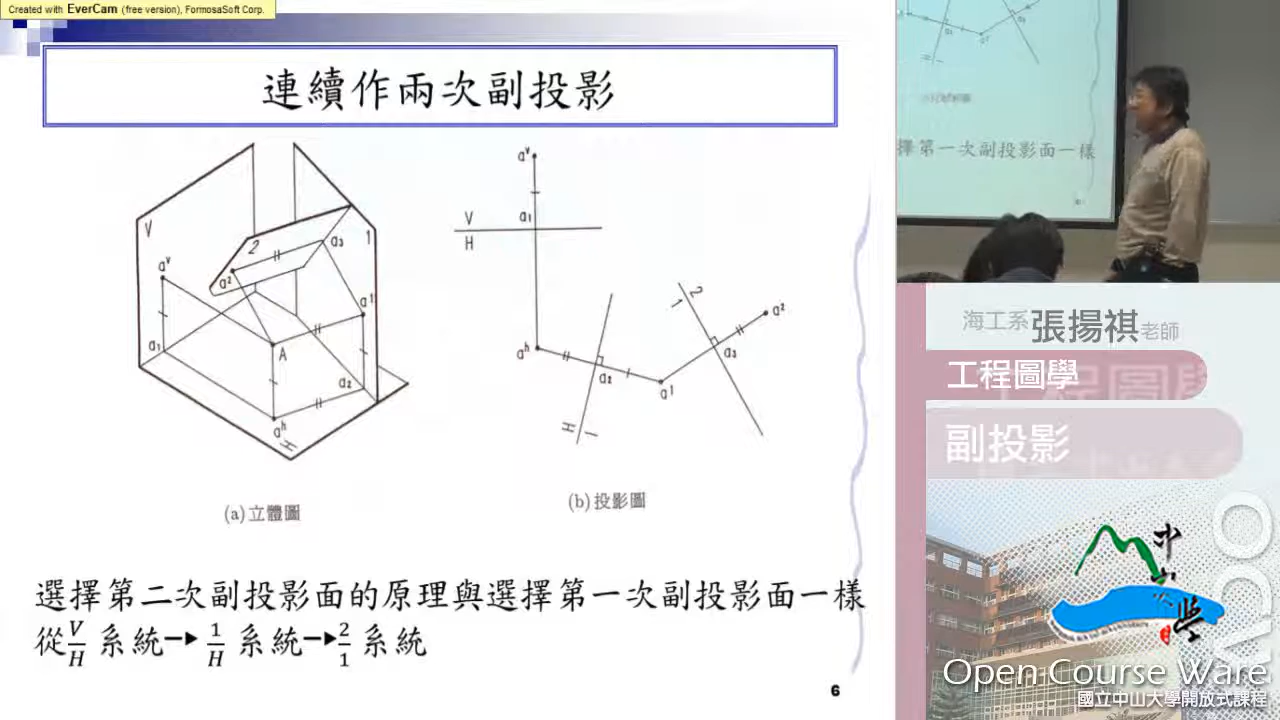 Created with EverCam (free version), FormosaSoft Corp.
連續作兩次副投影
V
2
a³
1
a²
aᵛ
a¹
a₁
A
a₂
aʰ
H
(a)立體圖
aᵛ
V
a₁
H
2
1
a²
aʰ
a₂
a₃
a¹
H
1
(b)投影圖
選擇第二次副投影面的原理與選擇第一次副投影面一樣
從V/H 系統→ 1/H 系統→2/1 系統
6
擇第一次副投影面一樣
海工系張揚祺老師
工程圖學
副投影
中山大學
OCW
Open Course Ware
國立中山大學開放式課程